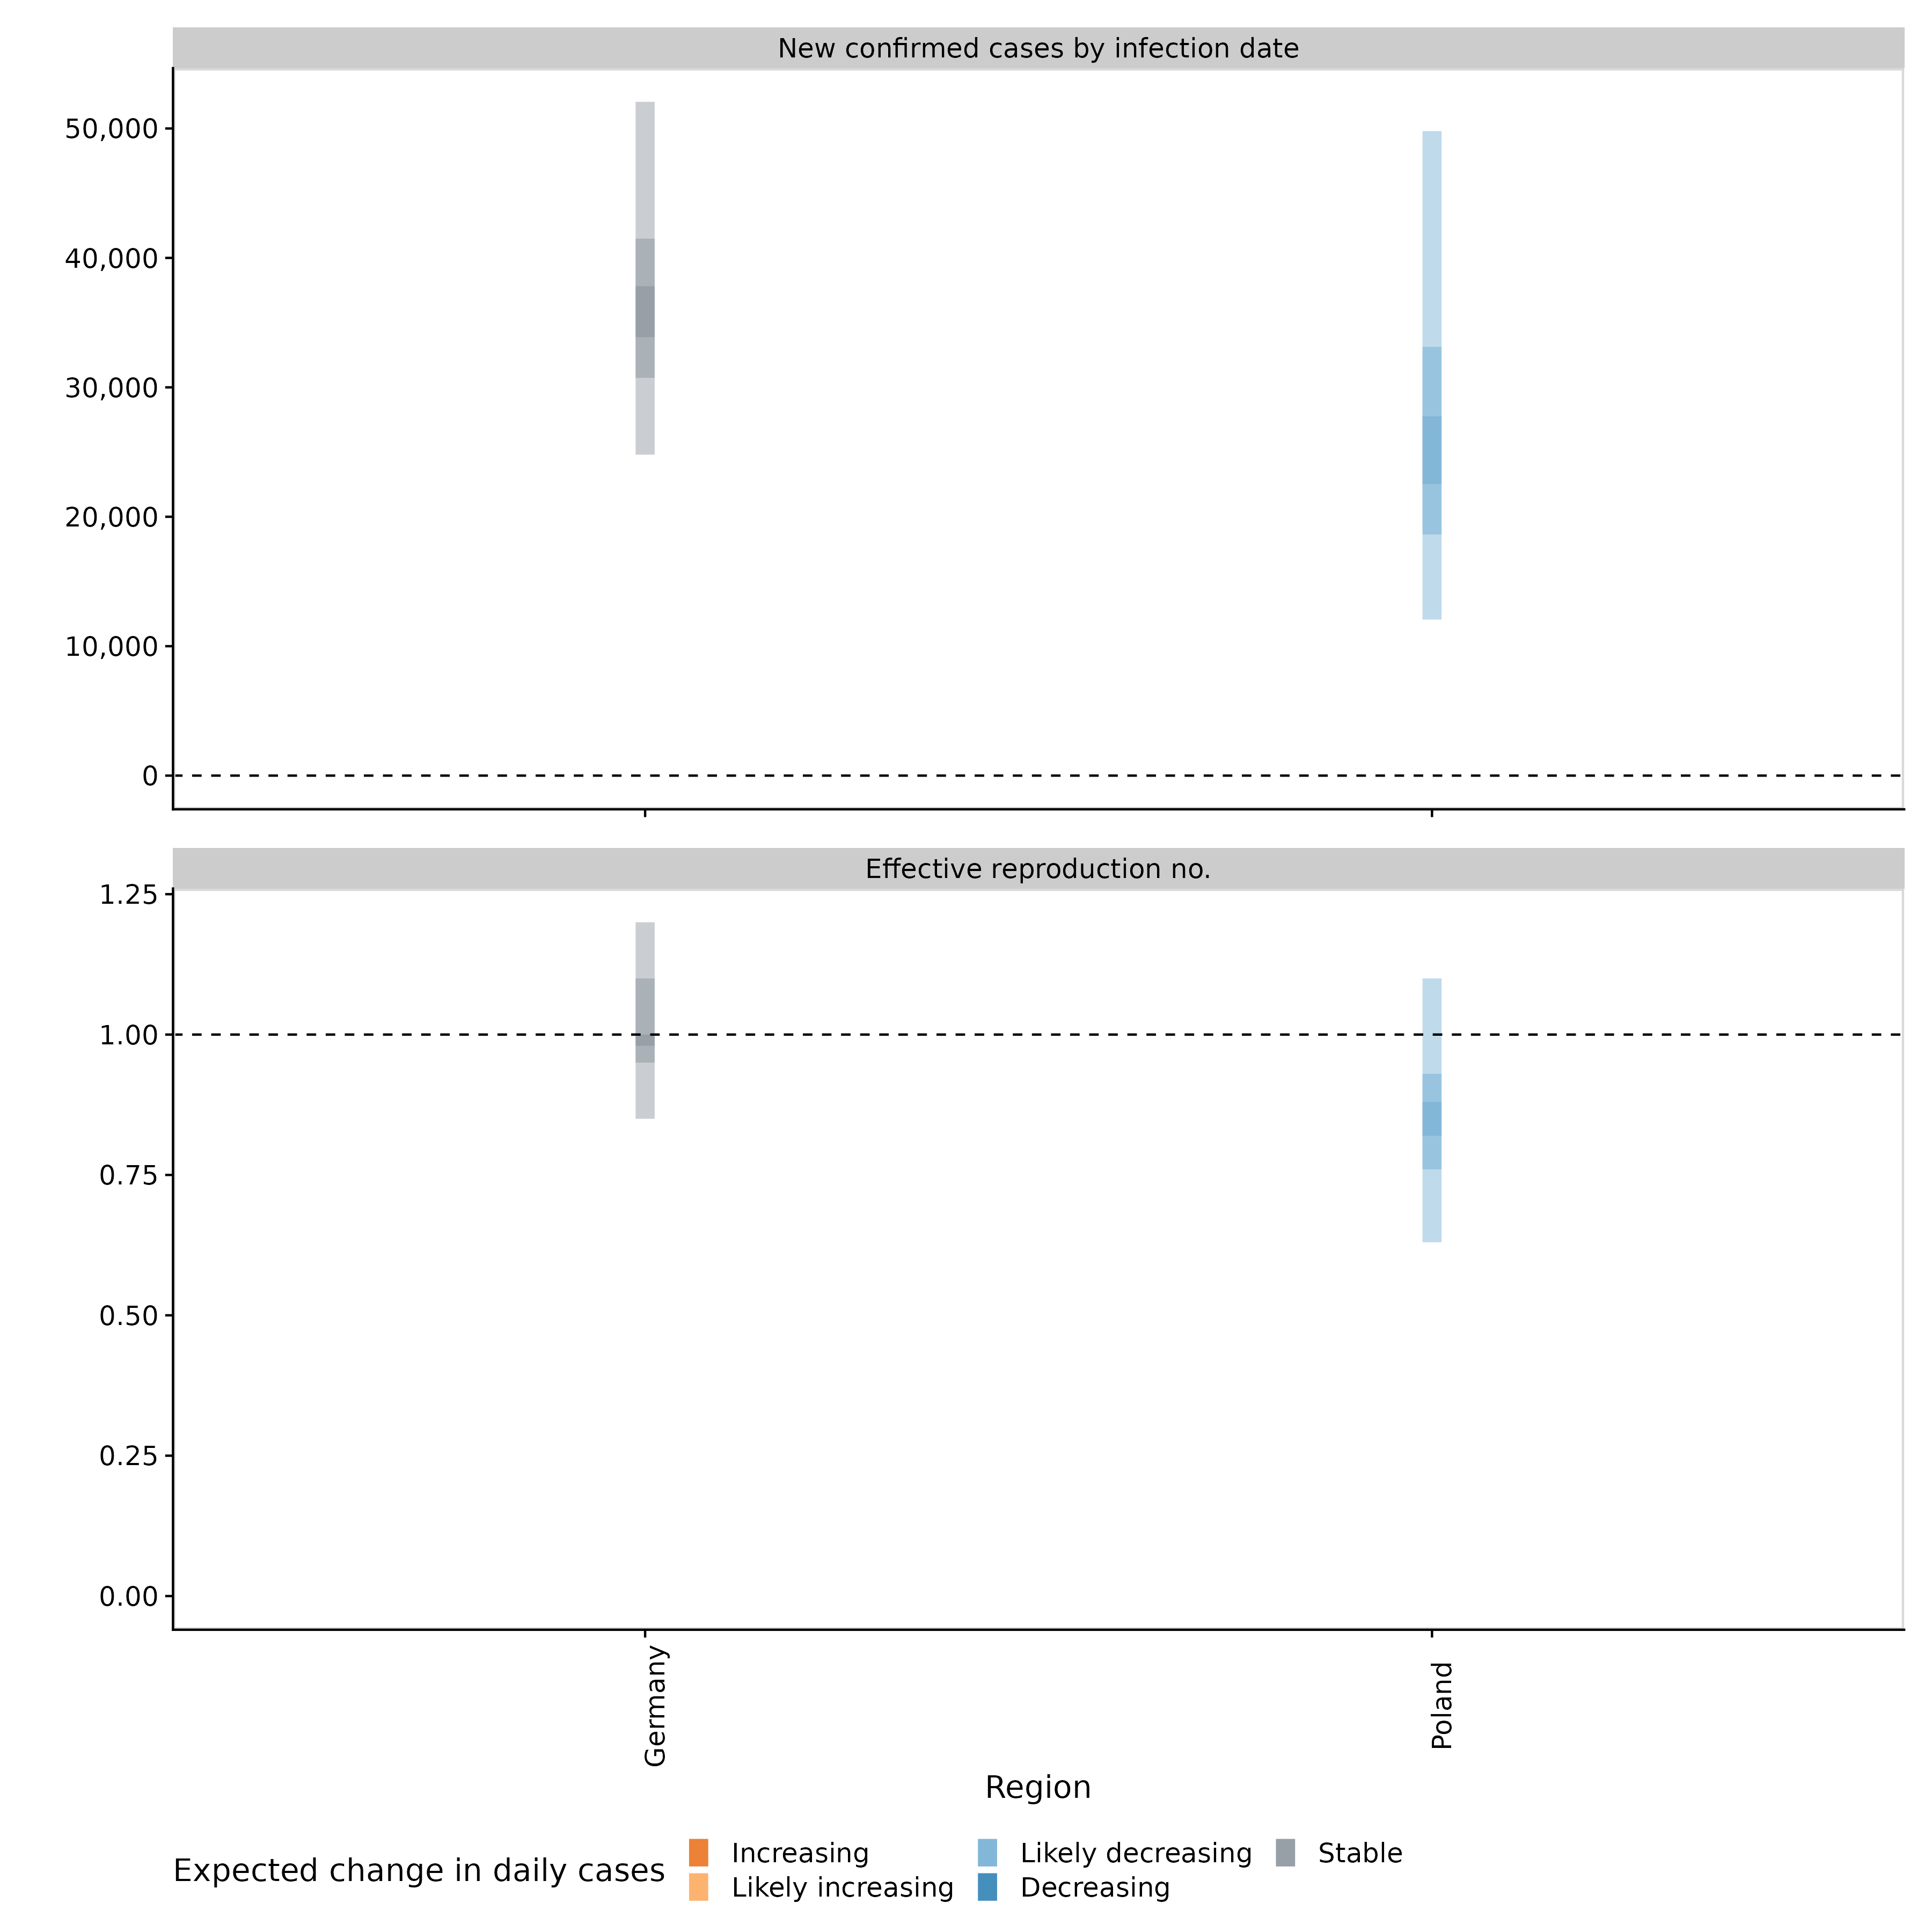 New confirmed cases by infection date
50,000
40,000
30,000
20,000
10,000
0
Effective reproduction no.
1.25
1.00
0.75
0.50
0.25
0.00
Germany
Poland
Region
Expected change in daily cases
Increasing
Likely increasing
Likely decreasing
Decreasing
Stable